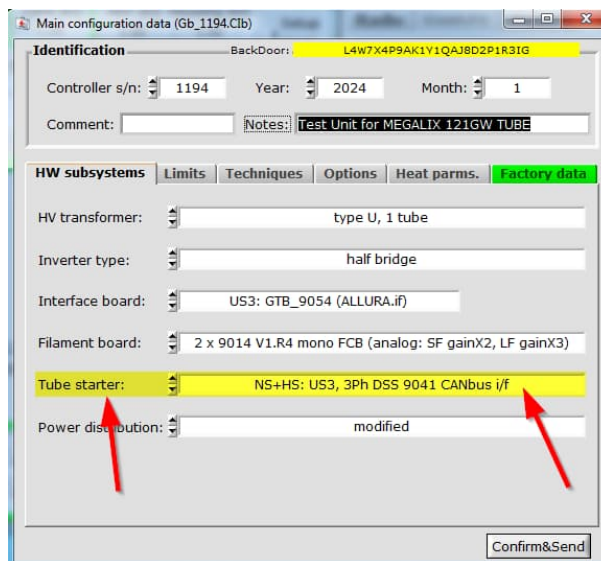 Main configuration data (Gb_1194.CIb)
Identification
BackDoor: L4W7X4P9AK1Y1QAJ8D2P1R3IG
Controller s/n: 1194 Year: 2024 Month: 1
Comment: Notes: Test Unit for MEGALIX 121GW TUBE
HW subsystems Limits Techniques Options Heat parms. Factory data
HV transformer: type U, 1 tube
Inverter type: half bridge
Interface board: US3: GTB_9054 (ALLURA.if)
Filament board: 2 x 9014 V1.R4 mono FCB (analog: SF gainX2, LF gainX3)
Tube starter: NS+HS: US3, 3Ph DSS 9041 CANbus i/f
Power distribution: modified
Confirm&Send